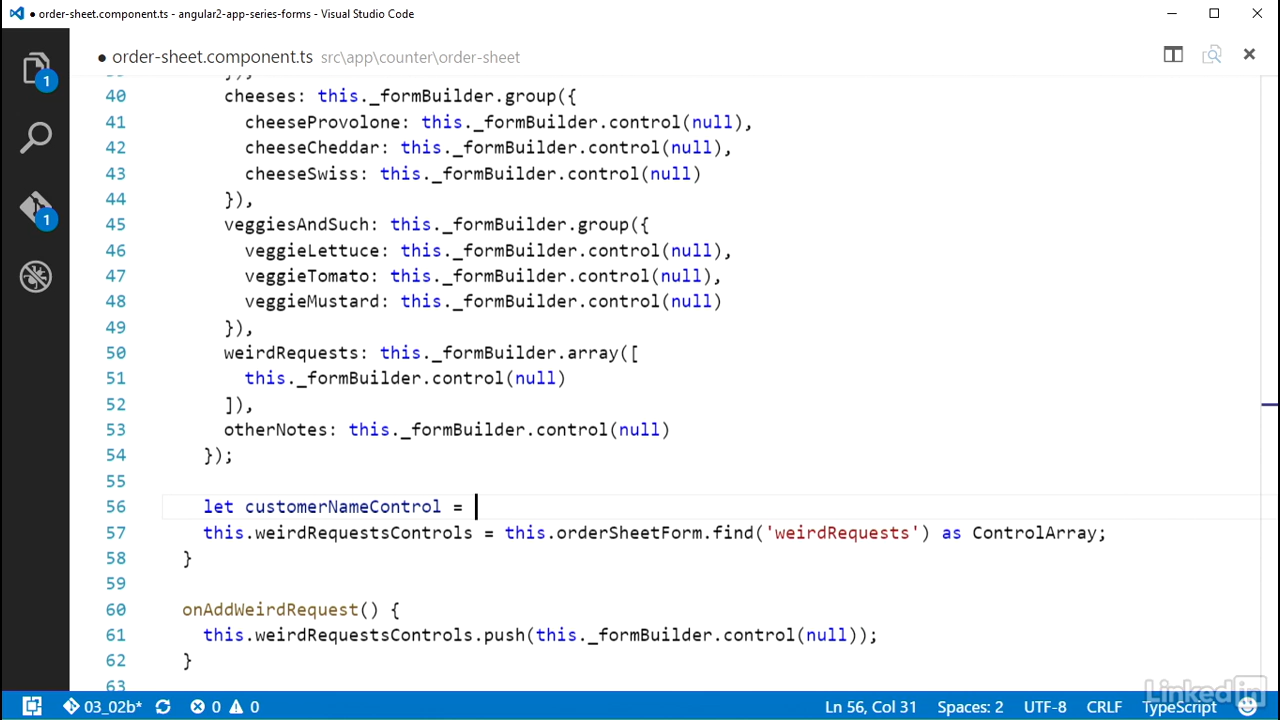 ● order-sheet.component.ts - angular2-app-series-forms - Visual Studio Code
● order-sheet.component.ts src\app\counter\order-sheet
1
1
40 cheeses: this._formBuilder.group({
41 cheeseProvolone: this._formBuilder.control(null),
42 cheeseCheddar: this._formBuilder.control(null),
43 cheeseSwiss: this._formBuilder.control(null)
44 }),
45 veggiesAndSuch: this._formBuilder.group({
46 veggieLettuce: this._formBuilder.control(null),
47 veggieTomato: this._formBuilder.control(null),
48 veggieMustard: this._formBuilder.control(null)
49 }),
50 weirdRequests: this._formBuilder.array([
51 this._formBuilder.control(null)
52 ]),
53 otherNotes: this._formBuilder.control(null)
54 });
55
56 let customerNameControl =
57 this.weirdRequestsControls = this.orderSheetForm.find('weirdRequests') as ControlArray;
58 }
59
60 onAddWeirdRequest() {
61 this.weirdRequestsControls.push(this._formBuilder.control(null));
62 }
63
LinkedIn
03_02b* 0 0 Ln 56, Col 31 Spaces: 2 UTF-8 CRLF TypeScript